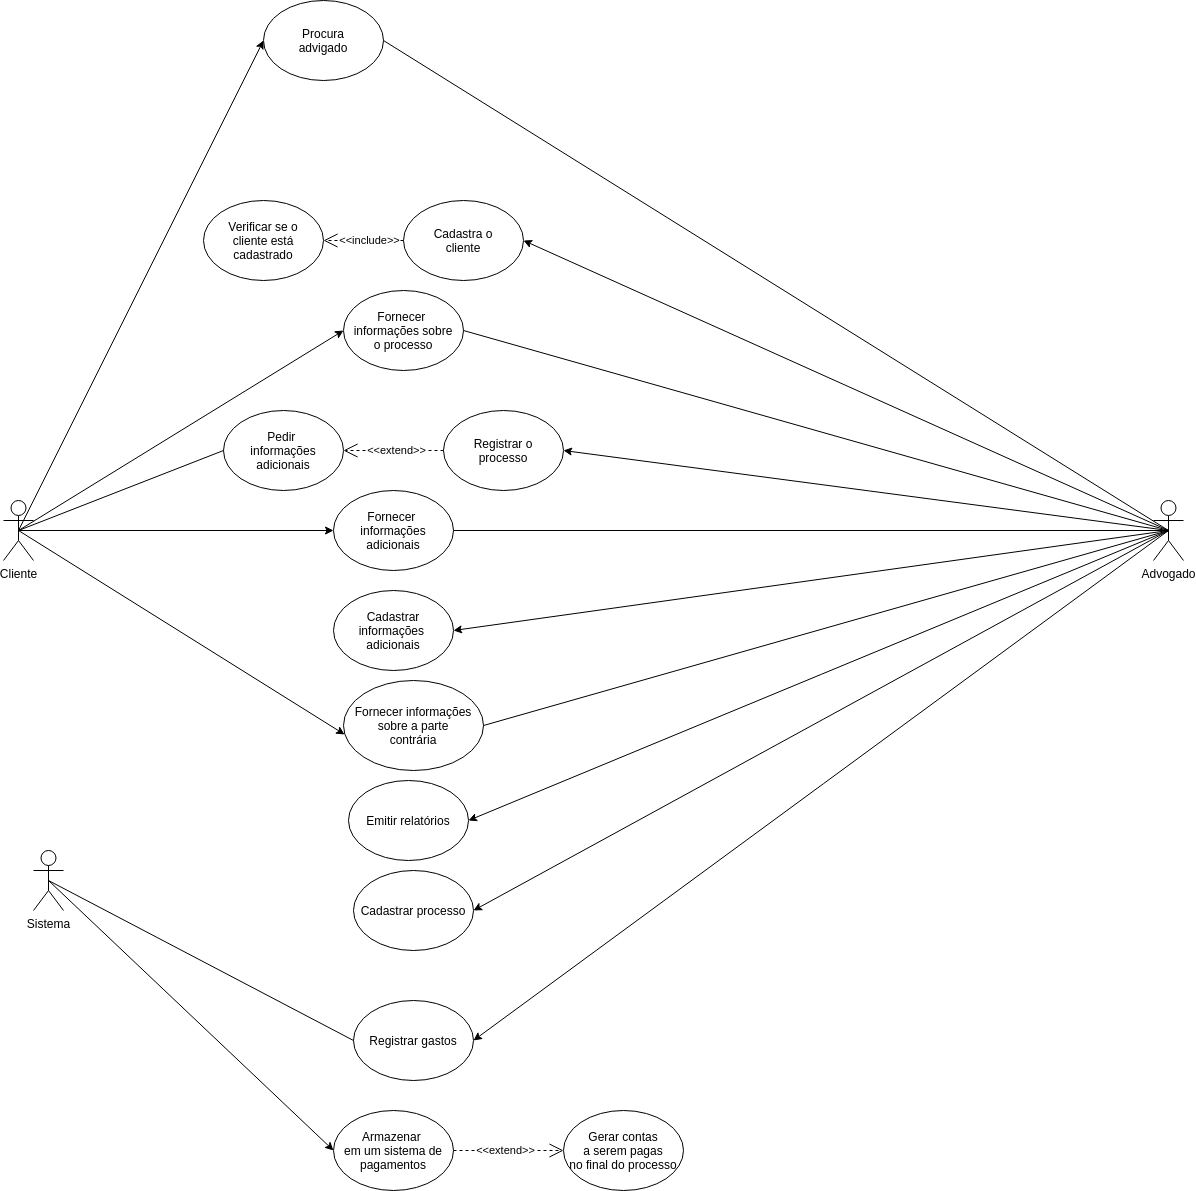 Procura
advigado
Verificar se o
cliente está
cadastrado
<<include>>
Cadastra o
cliente
Fornecer
informações sobre
o processo
Pedir
informações
adicionais
<<extend>>
Registrar o
processo
Cliente
Fornecer
informações
adicionais
Advogado
Cadastrar
informações
adicionais
Fornecer informações
sobre a parte
contrária
Emitir relatórios
Sistema
Cadastrar processo
Registrar gastos
Armazenar
em um sistema de
pagamentos
<<extend>>
Gerar contas
a serem pagas
no final do processo